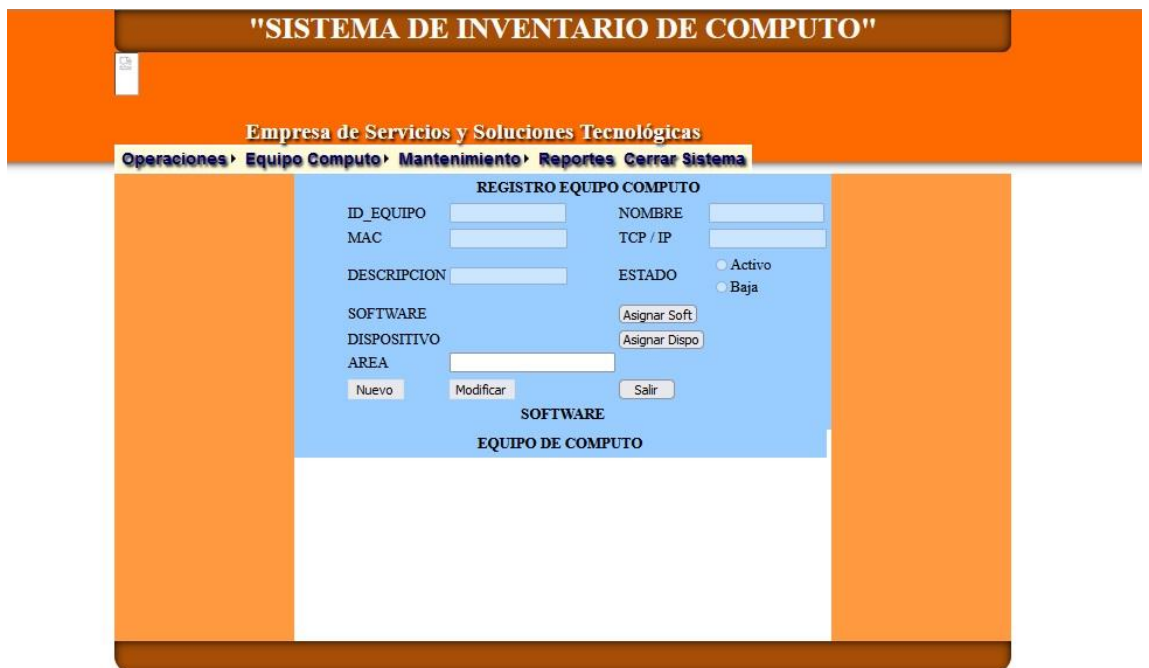 "SISTEMA DE INVENTARIO DE COMPUTO"
Empresa de Servicios y Soluciones Tecnológicas
Operaciones Equipo Computo Mantenimiento Reportes Cerrar Sistema
REGISTRO EQUIPO COMPUTO
ID_EQUIPO NOMBRE
MAC TCP / IP
DESCRIPCION ESTADO Activo
Baja
SOFTWARE Asignar Soft
DISPOSITIVO Asignar Dispo
AREA
Nuevo Modificar Salir
SOFTWARE
EQUIPO DE COMPUTO